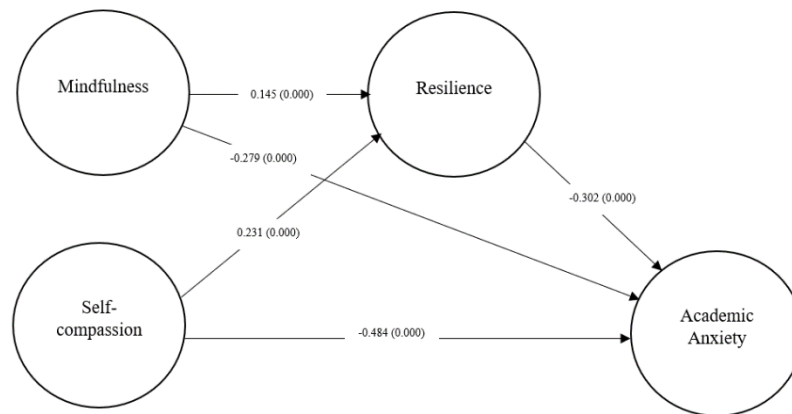 Mindfulness
Resilience
0.145 (0.000)
-0.279 (0.000)
-0.302 (0.000)
0.231 (0.000)
Self-
compassion
-0.484 (0.000)
Academic
Anxiety